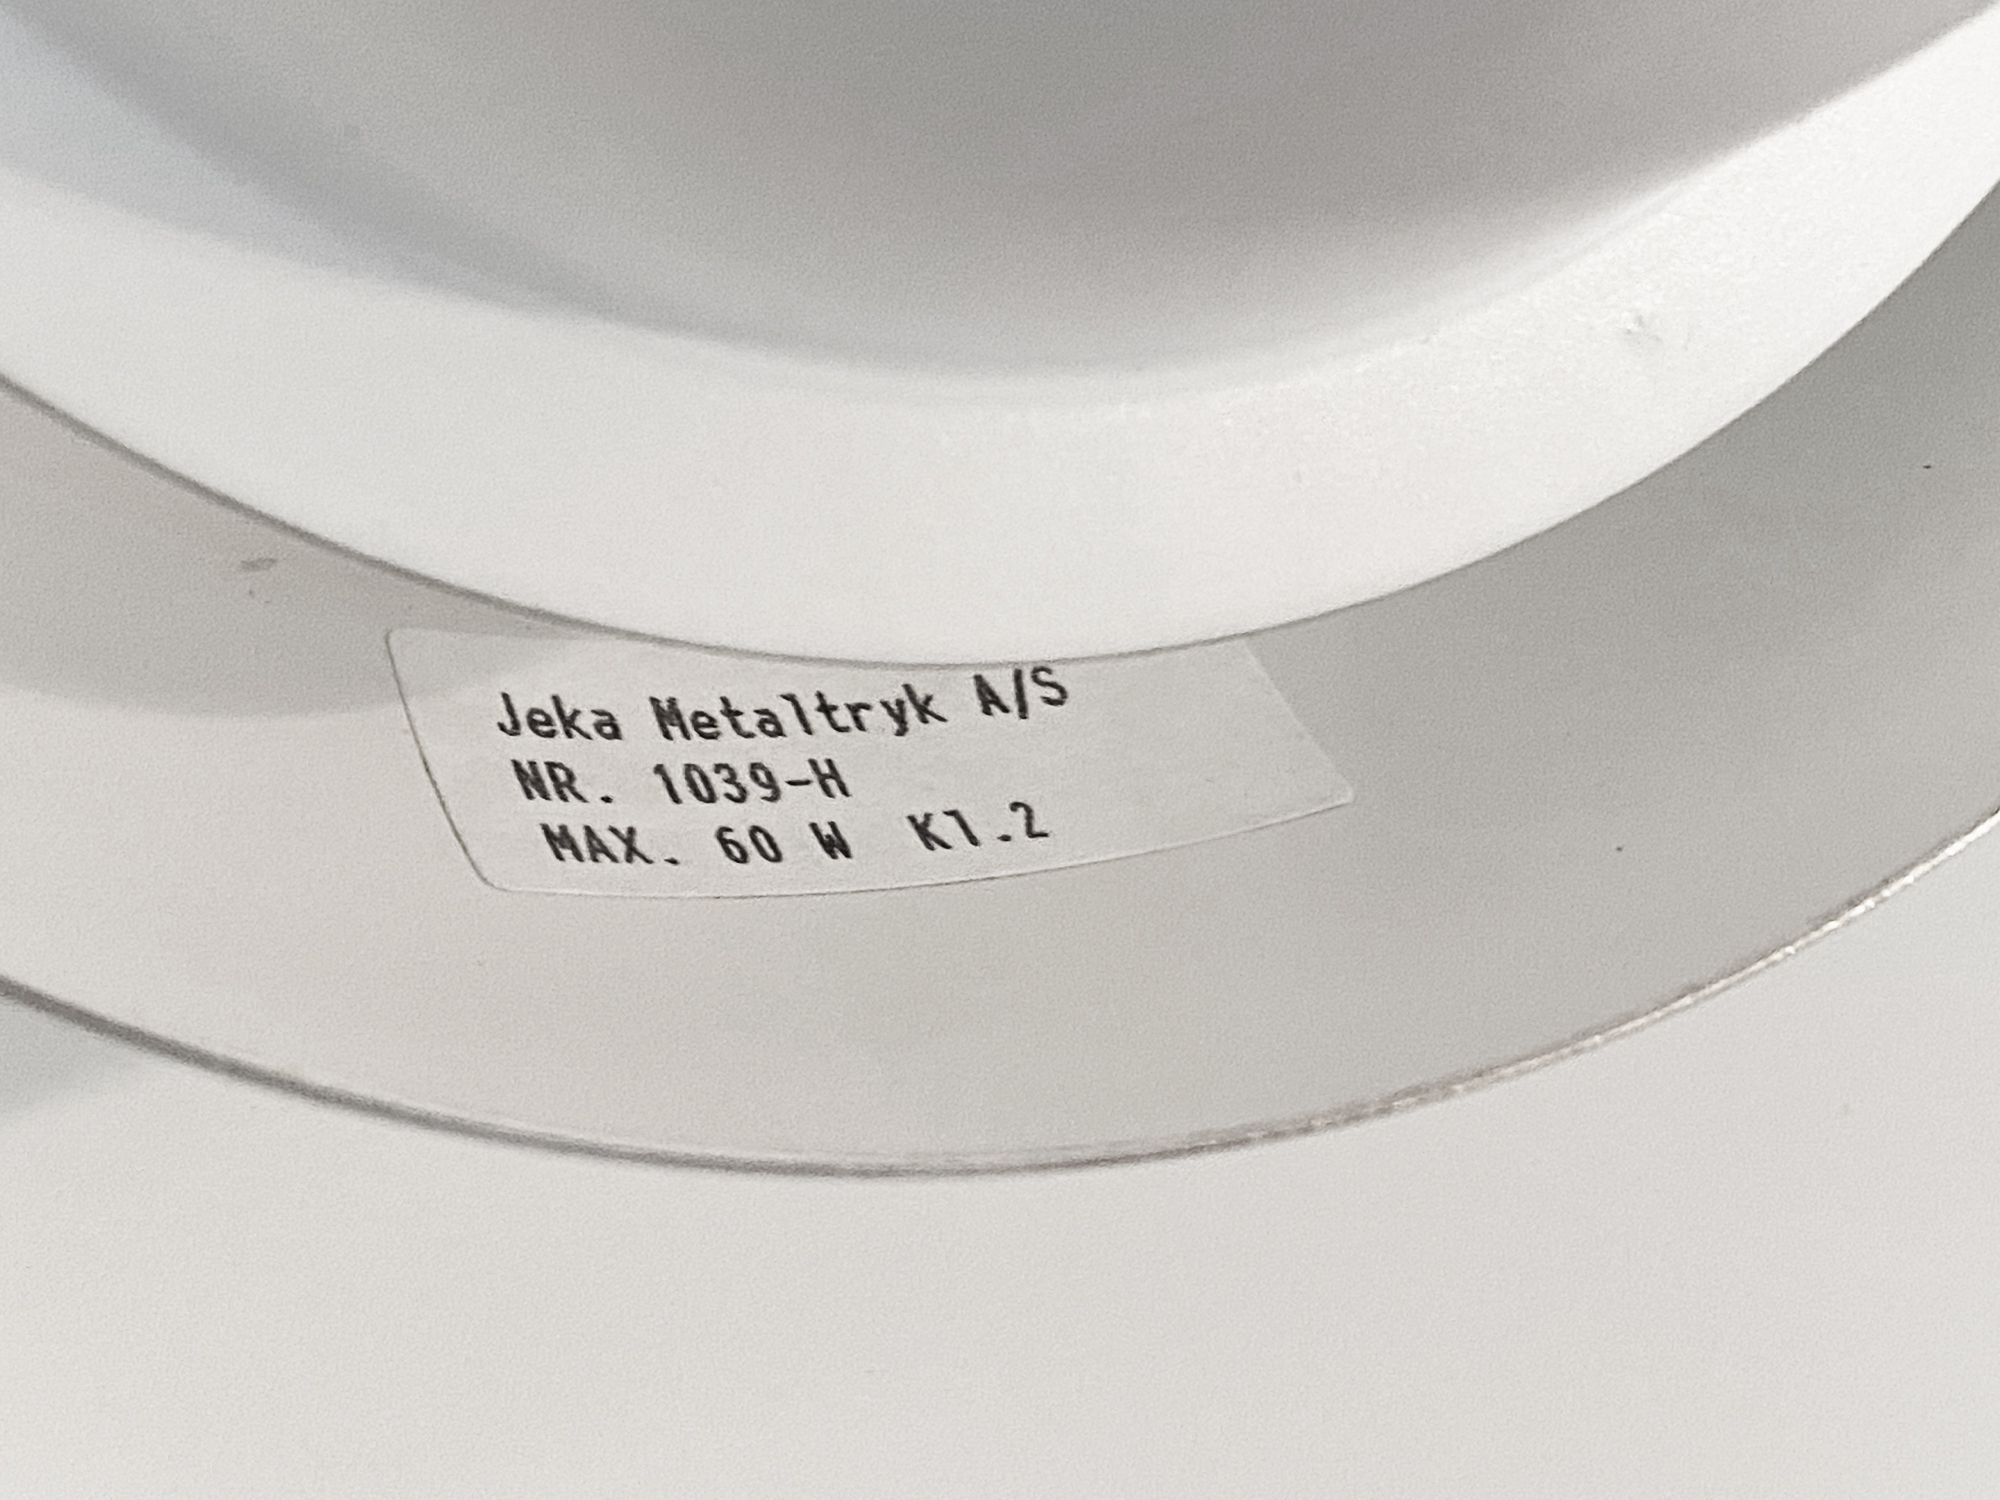 Jeka Metaltryk A/S
NR. 1039-H
MAX. 60 W Kl.2